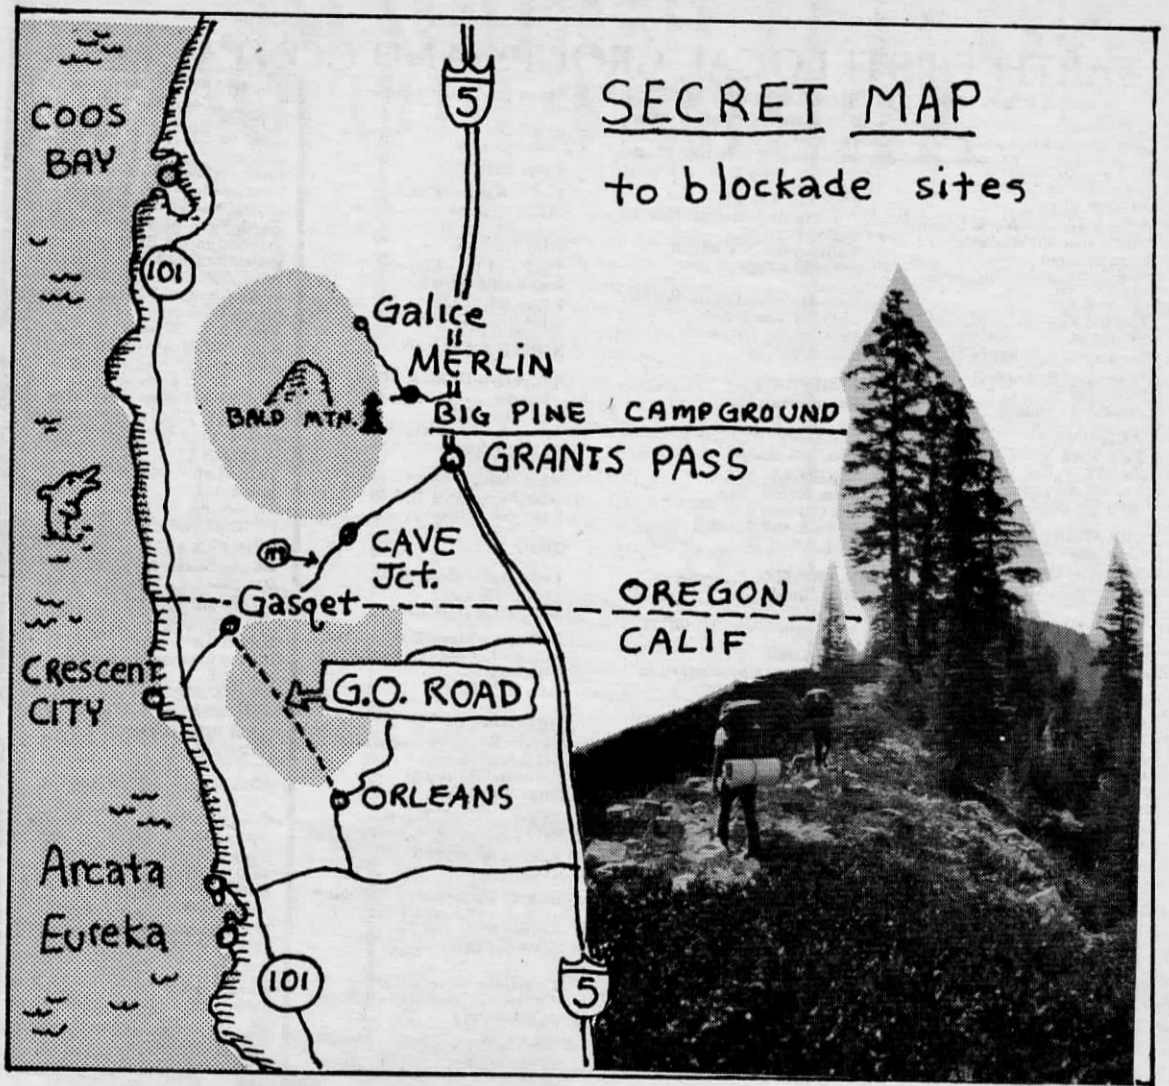 5
SECRET MAP
to blockade sites
COOS
BAY
101
Galice
MERLIN
BALD MTN.
BIG PINE CAMPGROUND
GRANTS PASS
CAVE
Jct.
Gasqet
OREGON
CALIF
CRescent
CITY
G.O. ROAD
ORLEANS
Arcata
Eureka
101
5